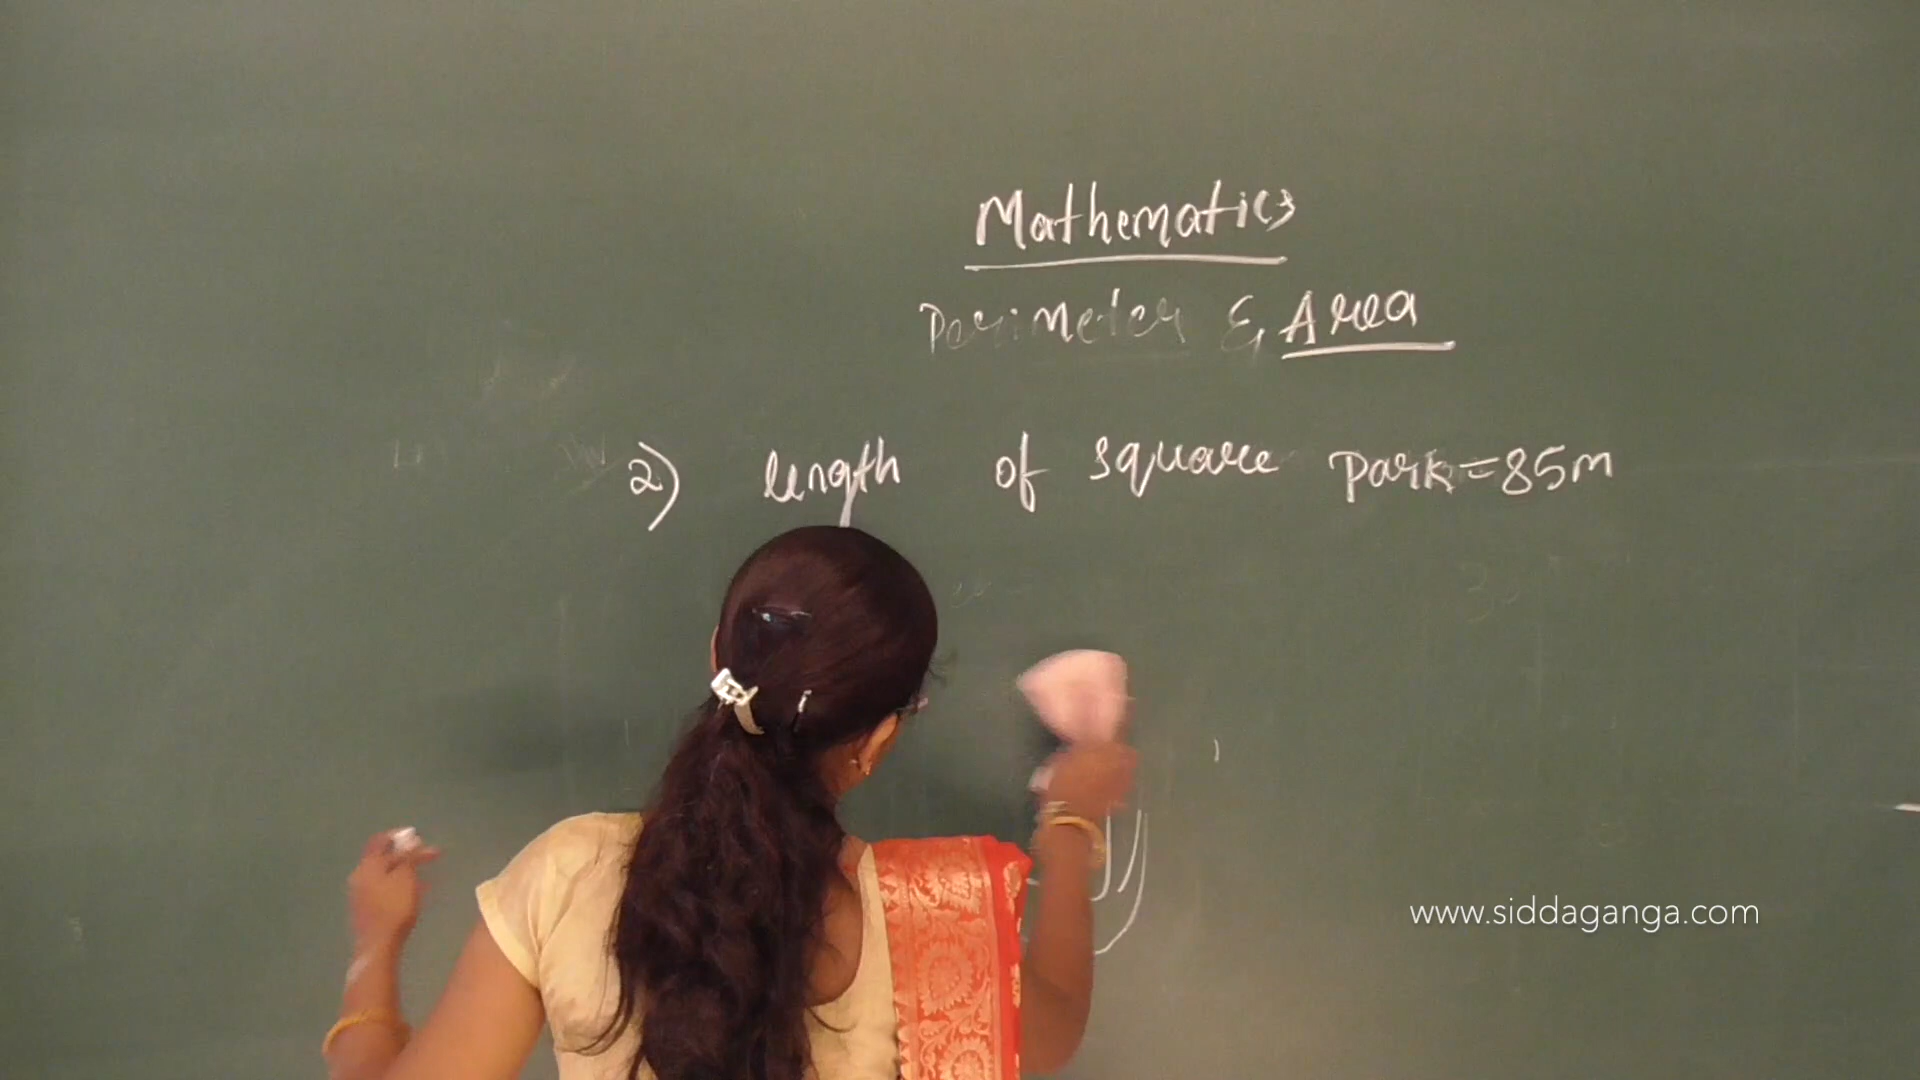 Mathematics
Perimeter & Area
2) length of square Park=85m
www.siddaganga.com